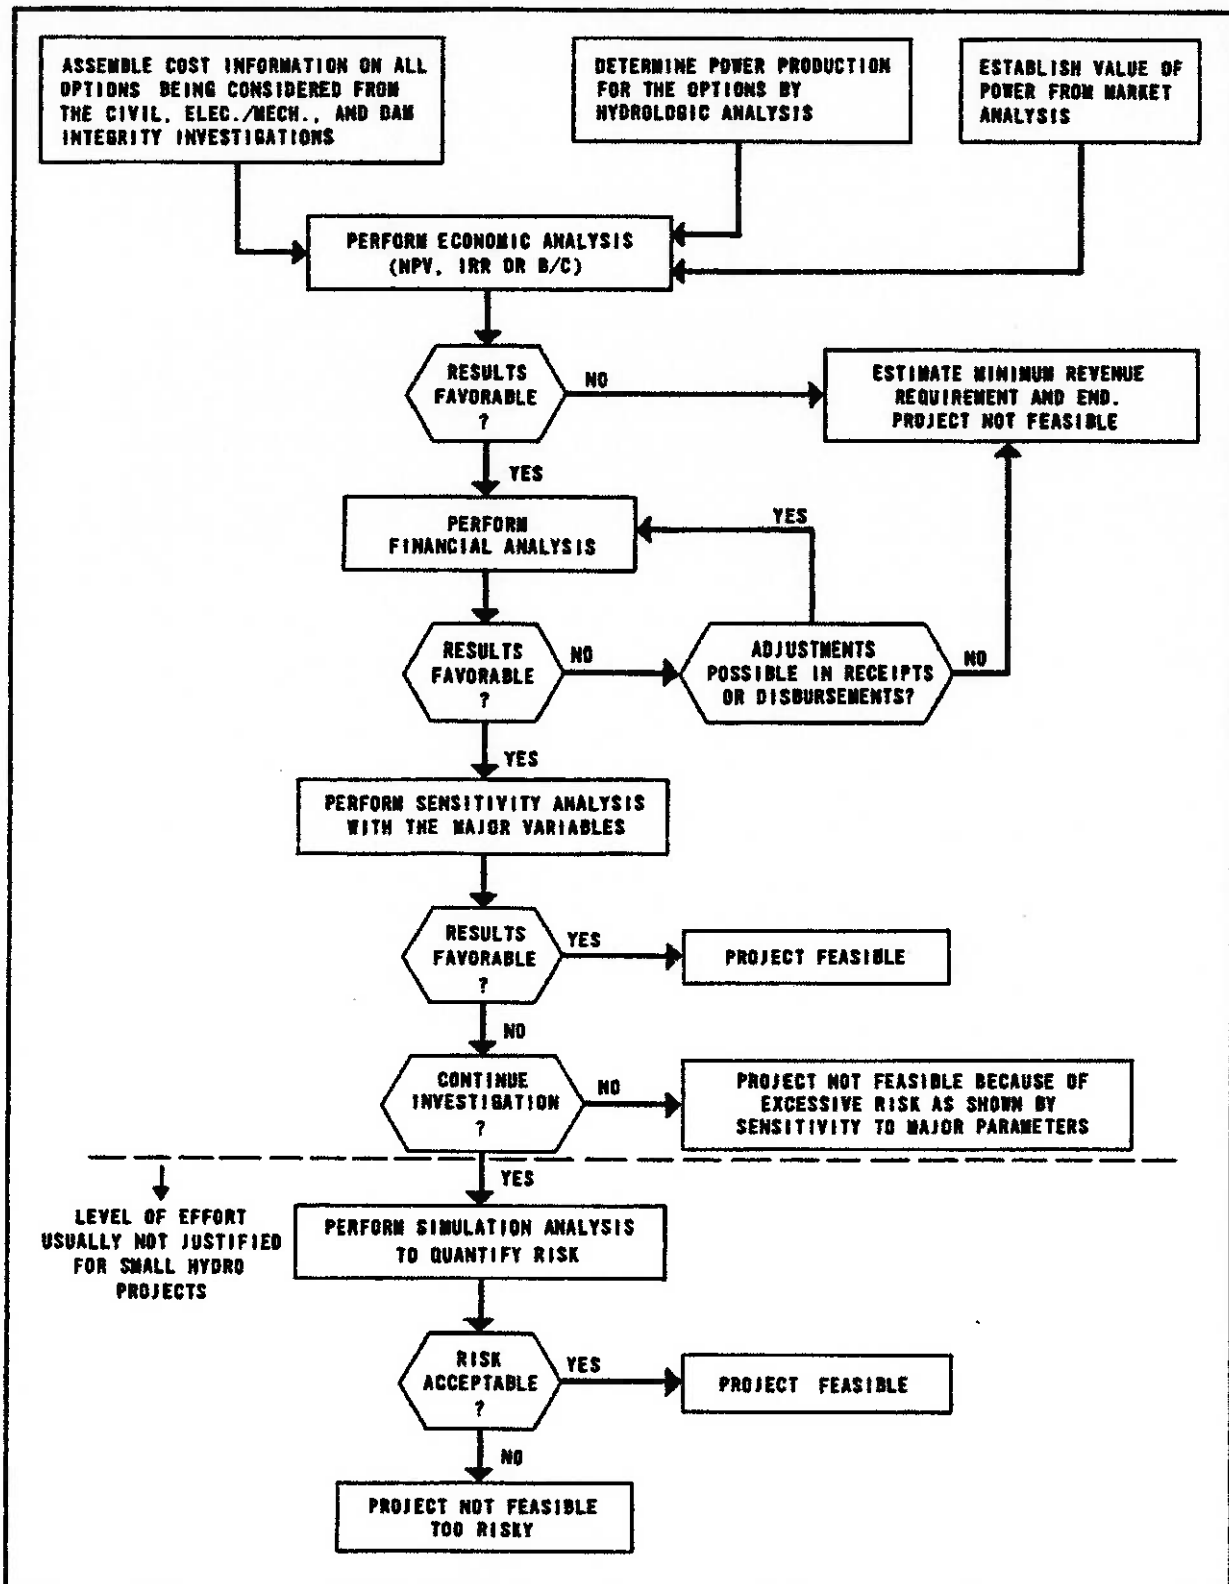 ASSEMBLE COST INFORMATION ON ALL
OPTIONS BEING CONSIDERED FROM
THE CIVIL, ELEC./MECH., AND DAM
INTEGRITY INVESTIGATIONS
DETERMINE POWER PRODUCTION
FOR THE OPTIONS BY
HYDROLOGIC ANALYSIS
ESTABLISH VALUE OF
POWER FROM MARKET
ANALYSIS
PERFORM ECONOMIC ANALYSIS
(NPV, IRR OR B/C)
RESULTS
FAVORABLE
?
NO
ESTIMATE MINIMUM REVENUE
REQUIREMENT AND END.
PROJECT NOT FEASIBLE
YES
PERFORM
FINANCIAL ANALYSIS
YES
RESULTS
FAVORABLE
?
NO
ADJUSTMENTS
POSSIBLE IN RECEIPTS
OR DISBURSEMENTS?
NO
YES
PERFORM SENSITIVITY ANALYSIS
WITH THE MAJOR VARIABLES
RESULTS
FAVORABLE
?
YES
PROJECT FEASIBLE
NO
CONTINUE
INVESTIGATION
?
NO
PROJECT NOT FEASIBLE BECAUSE OF
EXCESSIVE RISK AS SHOWN BY
SENSITIVITY TO MAJOR PARAMETERS
YES
LEVEL OF EFFORT
USUALLY NOT JUSTIFIED
FOR SMALL HYDRO
PROJECTS
PERFORM SIMULATION ANALYSIS
TO QUANTIFY RISK
RISK
ACCEPTABLE
?
YES
PROJECT FEASIBLE
NO
PROJECT NOT FEASIBLE
TOO RISKY